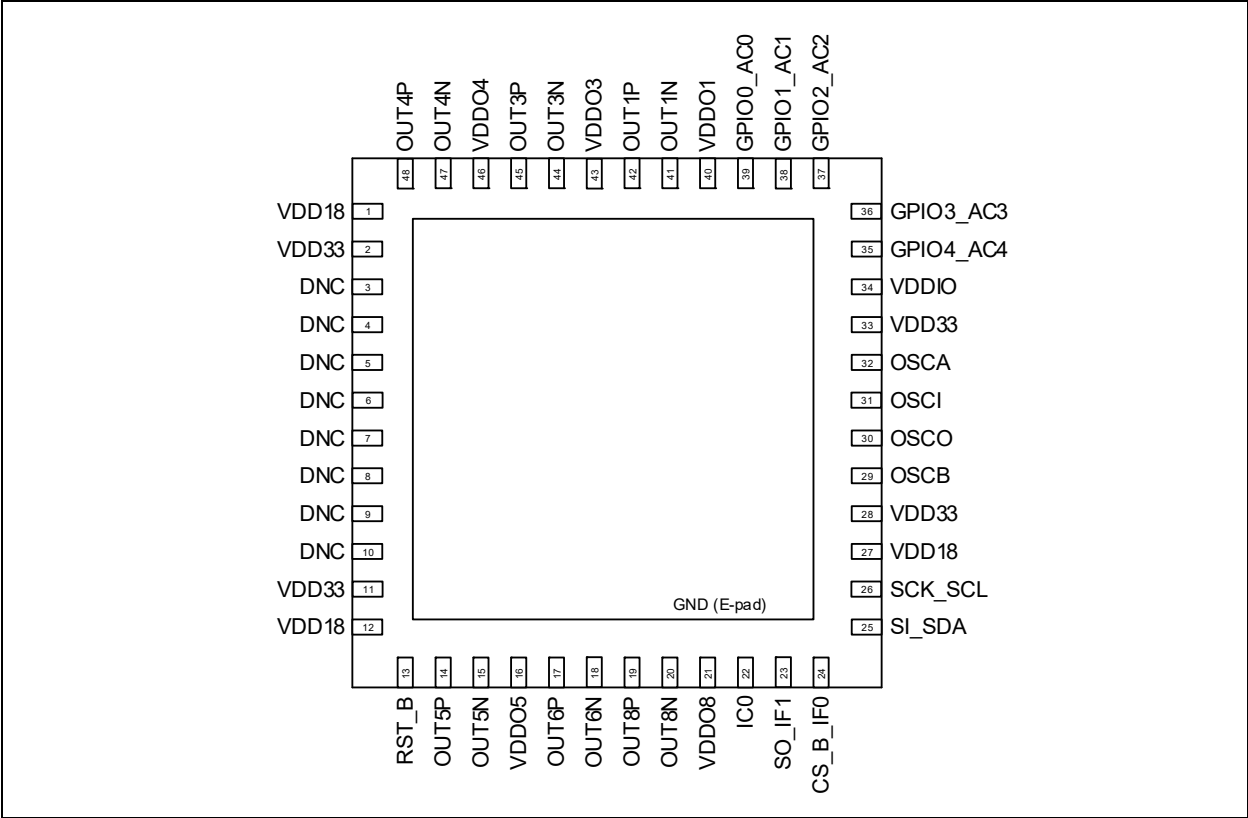 OUT4P
OUT4N
VDDO4
OUT3P
OUT3N
VDDO3
OUT1P
OUT1N
VDDO1
GPIO0_AC0
GPIO1_AC1
GPIO2_AC2
48
47
46
45
44
43
42
41
40
39
38
37
VDD18 1
VDD33 2
DNC 3
DNC 4
DNC 5
DNC 6
DNC 7
DNC 8
DNC 9
DNC 10
VDD33 11
VDD18 12
36 GPIO3_AC3
35 GPIO4_AC4
34 VDDIO
33 VDD33
32 OSCA
31 OSCI
30 OSCO
29 OSCB
28 VDD33
27 VDD18
26 SCK_SCL
25 SI_SDA
GND (E-pad)
13
14
15
16
17
18
19
20
21
22
23
24
RST_B
OUT5P
OUT5N
VDDO5
OUT6P
OUT6N
OUT8P
OUT8N
VDDO8
IC0
SO_IF1
CS_B_IF0